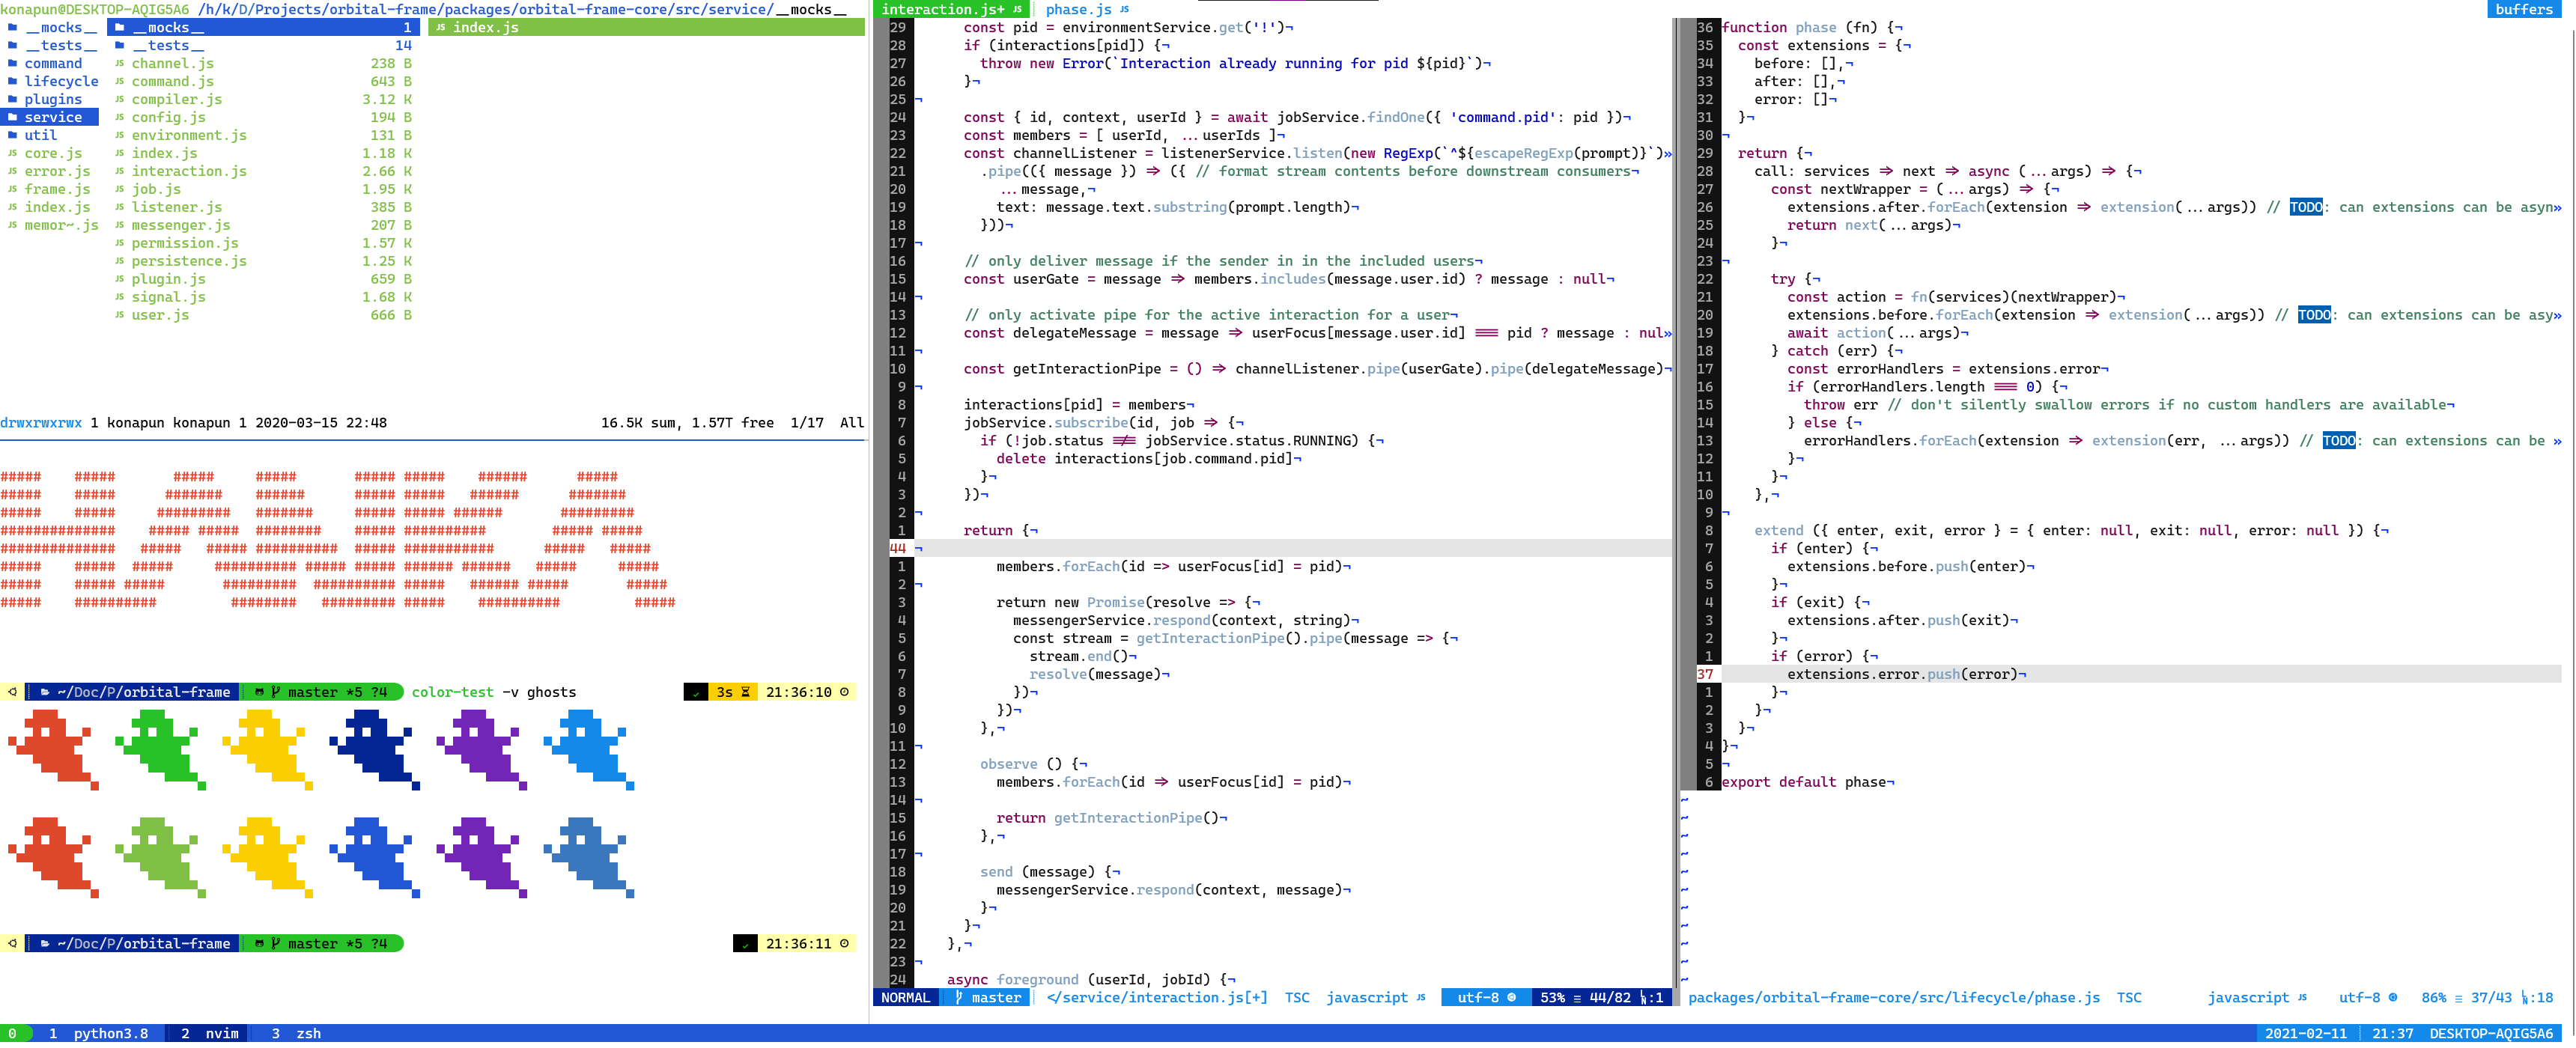 konapun@DESKTOP-AQIG5A6 /h/k/D/Projects/orbital-frame/packages/orbital-frame-core/src/service/__mocks__
__mocks__ __mocks__ 1 index.js
__tests__ __tests__ 14
command channel.js 238 B
lifecycle command.js 643 B
plugins compiler.js 3.12 K
service config.js 194 B
util environment.js 131 B
core.js index.js 1.18 K
error.js interaction.js 2.66 K
frame.js job.js 1.95 K
index.js listener.js 385 B
memor~.js messenger.js 207 B
permission.js 1.57 K
persistence.js 1.25 K
plugin.js 659 B
signal.js 1.68 K
user.js 666 B
drwxrwxrwx 1 konapun konapun 1 2020-03-15 22:48 16.5K sum, 1.57T free 1/17 All
HAIKA
~/Doc/P/orbital-frame master *5 ?4 color-test -v ghosts 3s 21:36:10
~/Doc/P/orbital-frame master *5 ?4 21:36:11
interaction.js+ JS phase.js JS buffers
29 const pid = environmentService.get('!')¬
28 if (interactions[pid]) {¬
27 throw new Error(`Interaction already running for pid ${pid}`)¬
26 }¬
25 ¬
24 const { id, context, userId } = await jobService.findOne({ 'command.pid': pid })¬
23 const members = [ userId, ...userIds ]¬
22 const channelListener = listenerService.listen(new RegExp(`^${escapeRegExp(prompt)}`)»
21 .pipe(({ message }) => ({ // format stream contents before downstream consumers¬
20 ...message,¬
19 text: message.text.substring(prompt.length)¬
18 }))¬
17 ¬
16 // only deliver message if the sender in in the included users¬
15 const userGate = message => members.includes(message.user.id) ? message : null¬
14 ¬
13 // only activate pipe for the active interaction for a user¬
12 const delegateMessage = message => userFocus[message.user.id] === pid ? message : nul»
11 ¬
10 const getInteractionPipe = () => channelListener.pipe(userGate).pipe(delegateMessage)¬
9 ¬
8 interactions[pid] = members¬
7 jobService.subscribe(id, job => {¬
6 if (!job.status !== jobService.status.RUNNING) {¬
5 delete interactions[job.command.pid]¬
4 }¬
3 })¬
2 ¬
1 return {¬
44 ¬
1 members.forEach(id => userFocus[id] = pid)¬
2 ¬
3 return new Promise(resolve => {¬
4 messengerService.respond(context, string)¬
5 const stream = getInteractionPipe().pipe(message => {¬
6 stream.end()¬
7 resolve(message)¬
8 })¬
9 })¬
10 },¬
11 ¬
12 observe () {¬
13 members.forEach(id => userFocus[id] = pid)¬
14 ¬
15 return getInteractionPipe()¬
16 },¬
17 ¬
18 send (message) {¬
19 messengerService.respond(context, message)¬
20 }¬
21 }¬
22 },¬
23 ¬
24 async foreground (userId, jobId) {¬
NORMAL master </service/interaction.js[+] TSC javascript JS utf-8 53% ≡ 44/82 :1
36 function phase (fn) {¬
35 const extensions = {¬
34 before: [],¬
33 after: [],¬
32 error: []¬
31 }¬
30 ¬
29 return {¬
28 call: services => next => async (...args) => {¬
27 const nextWrapper = (...args) => {¬
26 extensions.after.forEach(extension => extension(...args)) // TODO: can extensions can be asyn»
25 return next(...args)¬
24 }¬
23 ¬
22 try {¬
21 const action = fn(services)(nextWrapper)¬
20 extensions.before.forEach(extension => extension(...args)) // TODO: can extensions can be asy»
19 await action(...args)¬
18 } catch (err) {¬
17 const errorHandlers = extensions.error¬
16 if (errorHandlers.length === 0) {¬
15 throw err // don't silently swallow errors if no custom handlers are available¬
14 } else {¬
13 errorHandlers.forEach(extension => extension(err, ...args)) // TODO: can extensions can be »
12 }¬
11 }¬
10 },¬
9 ¬
8 extend ({ enter, exit, error } = { enter: null, exit: null, error: null }) {¬
7 if (enter) {¬
6 extensions.before.push(enter)¬
5 }¬
4 if (exit) {¬
3 extensions.after.push(exit)¬
2 }¬
1 if (error) {¬
37 extensions.error.push(error)¬
1 }¬
2 }¬
3 }¬
4 }¬
5 ¬
6 export default phase¬
packages/orbital-frame-core/src/lifecycle/phase.js TSC javascript JS utf-8 86% ≡ 37/43 :18
0 1 python3.8 2 nvim 3 zsh 2021-02-11 21:37 DESKTOP-AQIG5A6